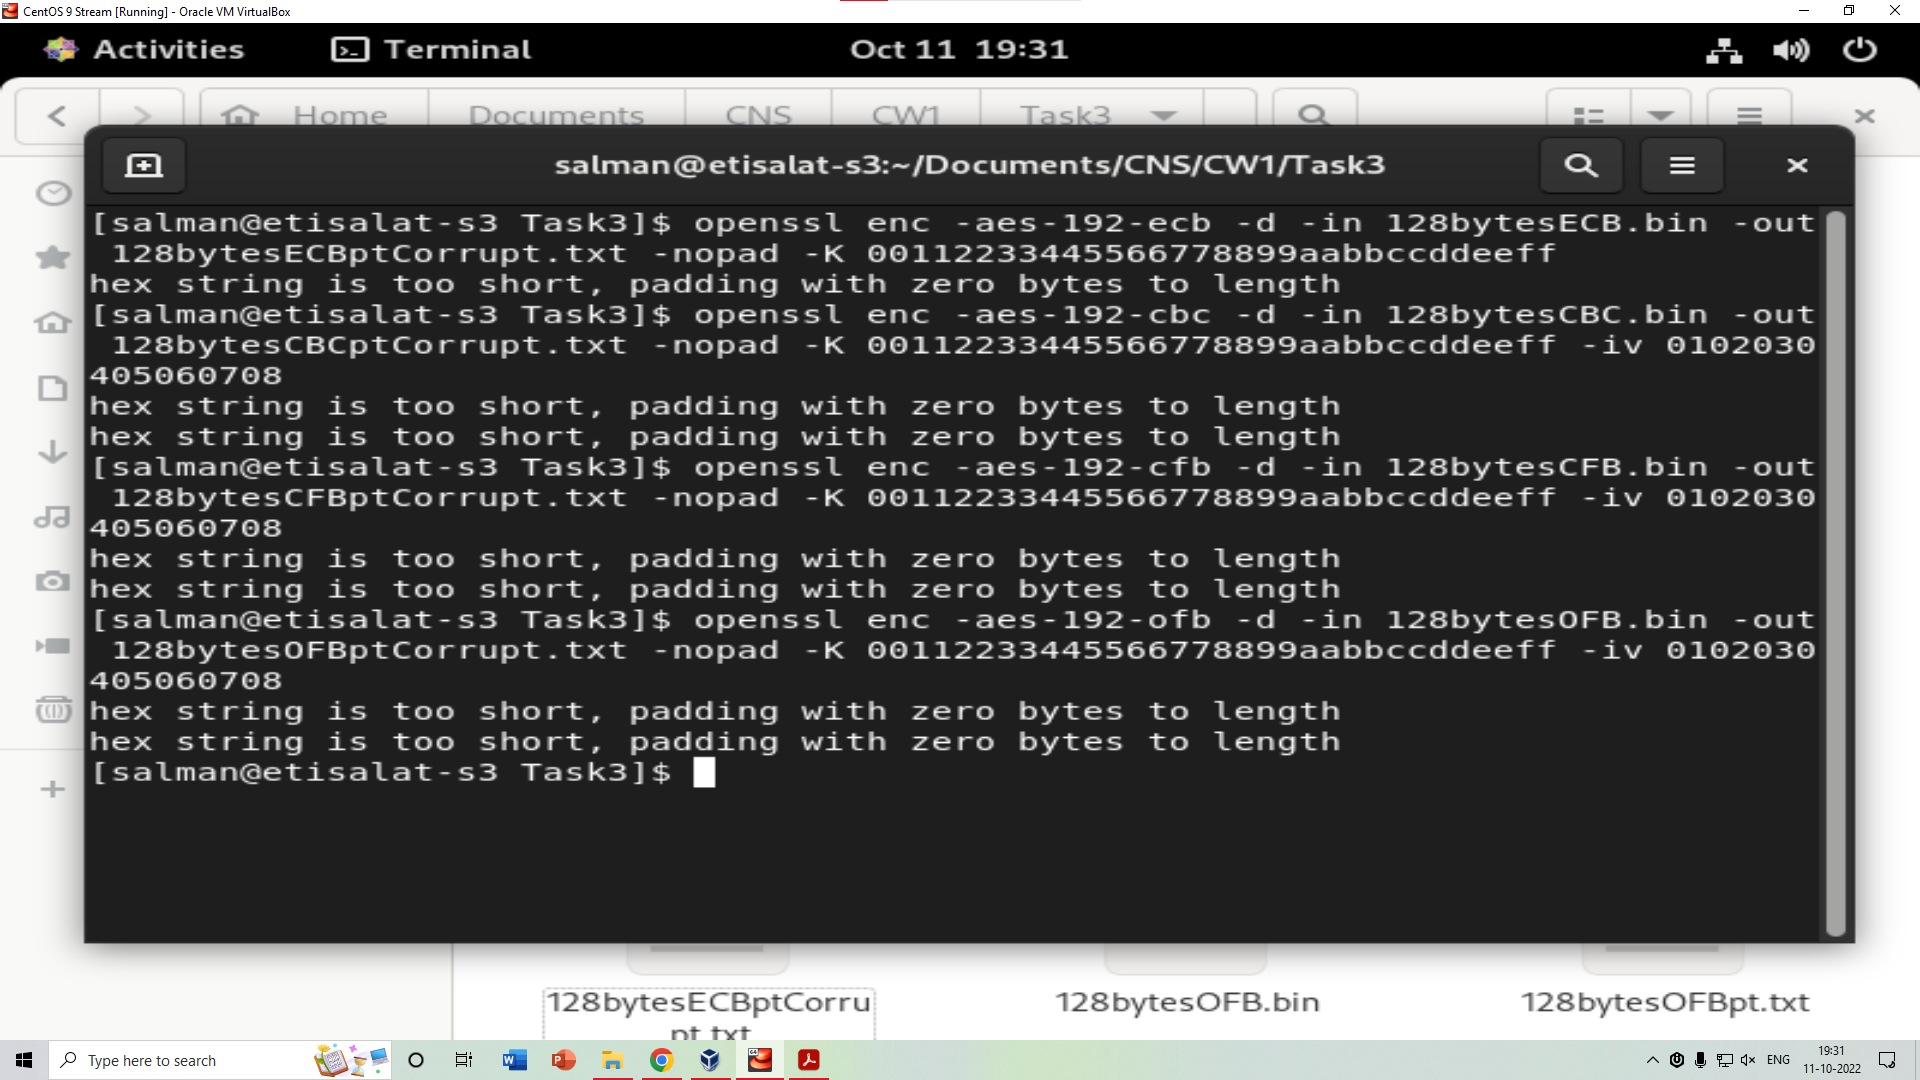 CentOS 9 Stream [Running] - Oracle VM VirtualBox
Activities Terminal Oct 11 19:31
Home Documents CNS CW1 Task3
salman@etisalat-s3:~/Documents/CNS/CW1/Task3
[salman@etisalat-s3 Task3]$ openssl enc -aes-192-ecb -d -in 128bytesECB.bin -out
128bytesECBptCorrupt.txt -nopad -K 00112233445566778899aabbccddeeff
hex string is too short, padding with zero bytes to length
[salman@etisalat-s3 Task3]$ openssl enc -aes-192-cbc -d -in 128bytesCBC.bin -out
128bytesCBCptCorrupt.txt -nopad -K 00112233445566778899aabbccddeeff -iv 0102030
405060708
hex string is too short, padding with zero bytes to length
hex string is too short, padding with zero bytes to length
[salman@etisalat-s3 Task3]$ openssl enc -aes-192-cfb -d -in 128bytesCFB.bin -out
128bytesCFBptCorrupt.txt -nopad -K 00112233445566778899aabbccddeeff -iv 0102030
405060708
hex string is too short, padding with zero bytes to length
hex string is too short, padding with zero bytes to length
[salman@etisalat-s3 Task3]$ openssl enc -aes-192-ofb -d -in 128bytesOFB.bin -out
128bytesOFBptCorrupt.txt -nopad -K 00112233445566778899aabbccddeeff -iv 0102030
405060708
hex string is too short, padding with zero bytes to length
hex string is too short, padding with zero bytes to length
[salman@etisalat-s3 Task3]$
128bytesECBptCorru 128bytesOFB.bin 128bytesOFBpt.txt
pt.txt
Type here to search ENG 19:31
11-10-2022